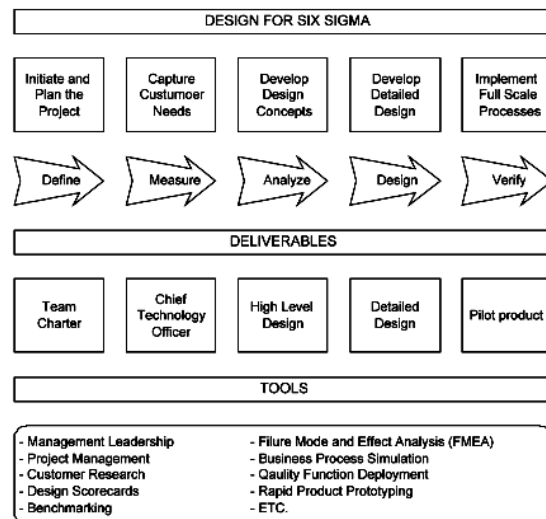 DESIGN FOR SIX SIGMA
Initiate and
Plan the
Project
Capture
Custumoer
Needs
Develop
Design
Concepts
Develop
Detailed
Design
Implement
Full Scale
Processes
Define
Measure
Analyze
Design
Verify
DELIVERABLES
Team
Charter
Chief
Technology
Officer
High Level
Design
Detailed
Design
Pilot product
TOOLS
- Management Leadership
- Project Management
- Customer Research
- Design Scorecards
- Benchmarking
- Filure Mode and Effect Analysis (FMEA)
- Business Process Simulation
- Qaulity Function Deployment
- Rapid Product Prototyping
- ETC.